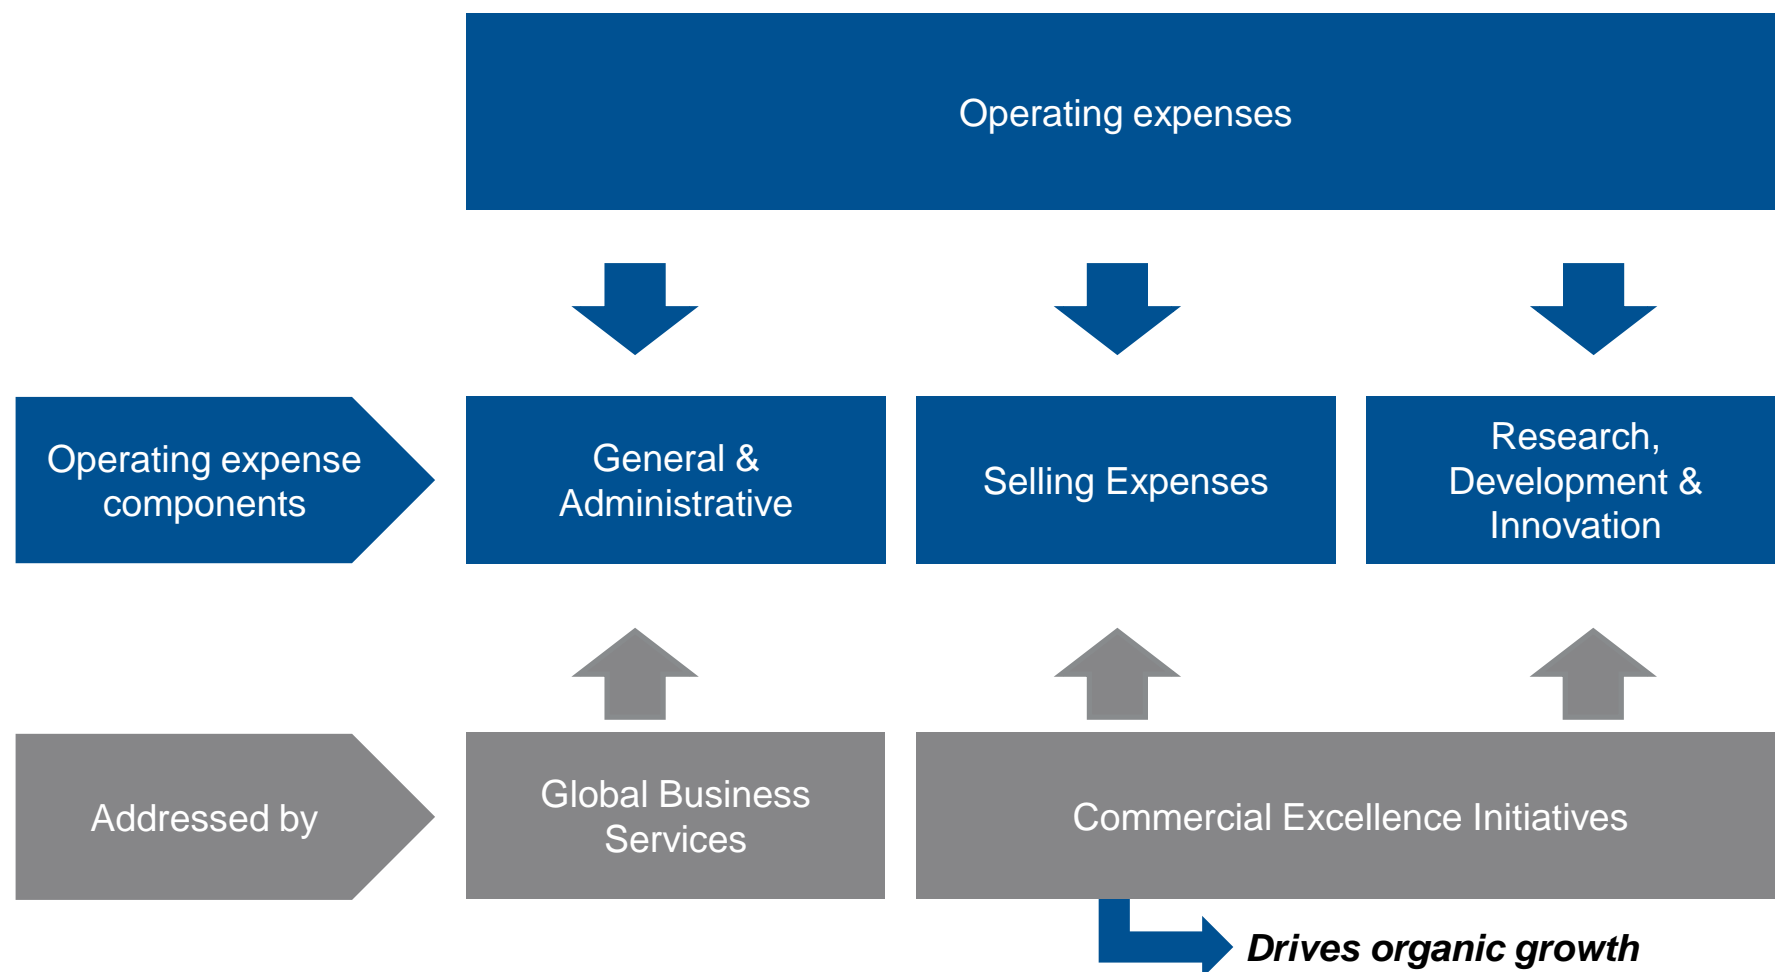 Operating expenses
Operating expense
components
General &
Administrative
Selling Expenses
Research,
Development &
Innovation
Addressed by
Global Business
Services
Commercial Excellence Initiatives
Drives organic growth